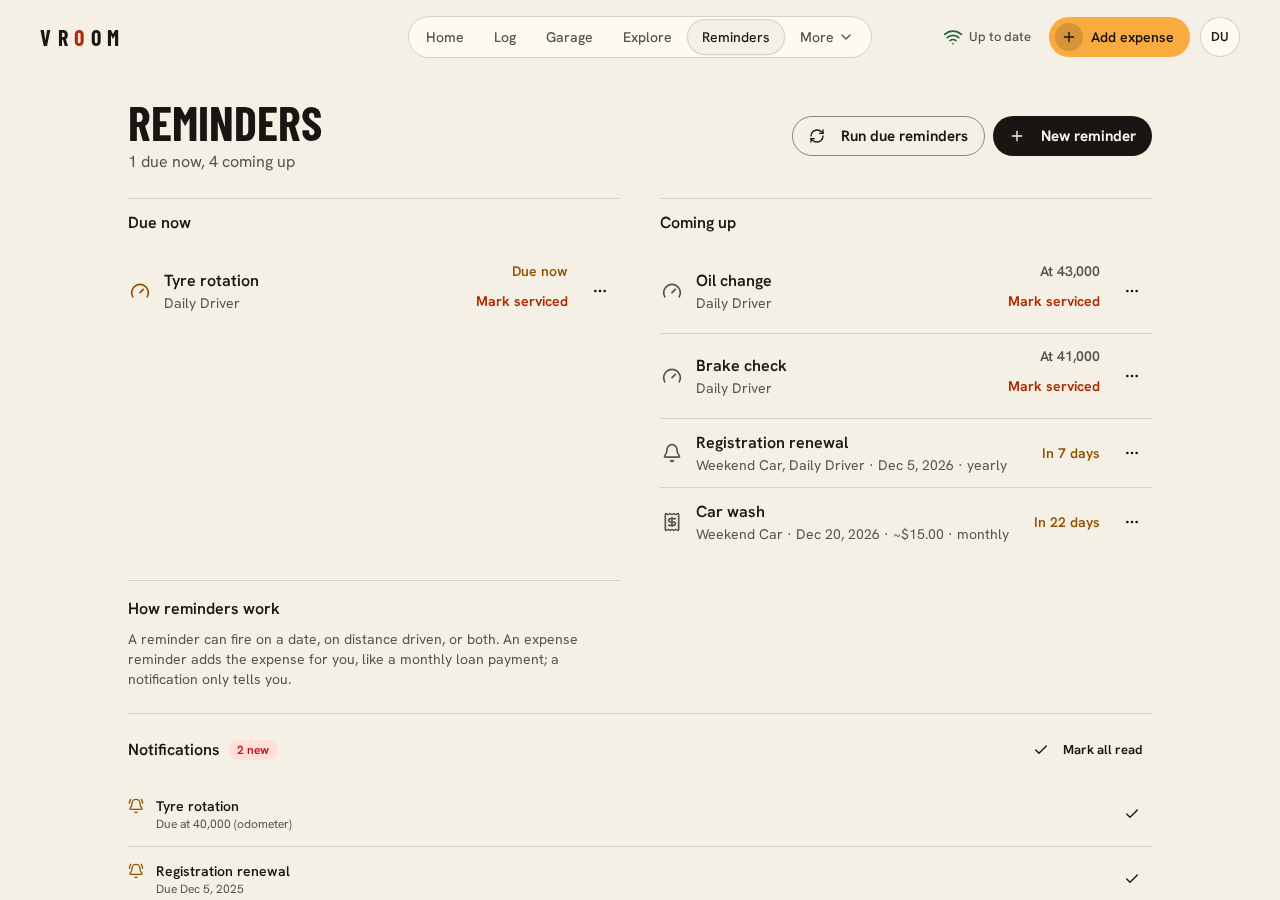 VROOM
Home
Log
Garage
Explore
Reminders
More
Up to date
Add expense
DU
REMINDERS
1 due now, 4 coming up
Run due reminders
New reminder
Due now
Tyre rotation
Daily Driver
Due now
Mark serviced
Coming up
Oil change
Daily Driver
At 43,000
Mark serviced
Brake check
Daily Driver
At 41,000
Mark serviced
Registration renewal
Weekend Car, Daily Driver · Dec 5, 2026 · yearly
In 7 days
Car wash
Weekend Car · Dec 20, 2026 · ~$15.00 · monthly
In 22 days
How reminders work
A reminder can fire on a date, on distance driven, or both. An expense
reminder adds the expense for you, like a monthly loan payment; a
notification only tells you.
Notifications
2 new
Mark all read
Tyre rotation
Due at 40,000 (odometer)
Registration renewal
Due Dec 5, 2025